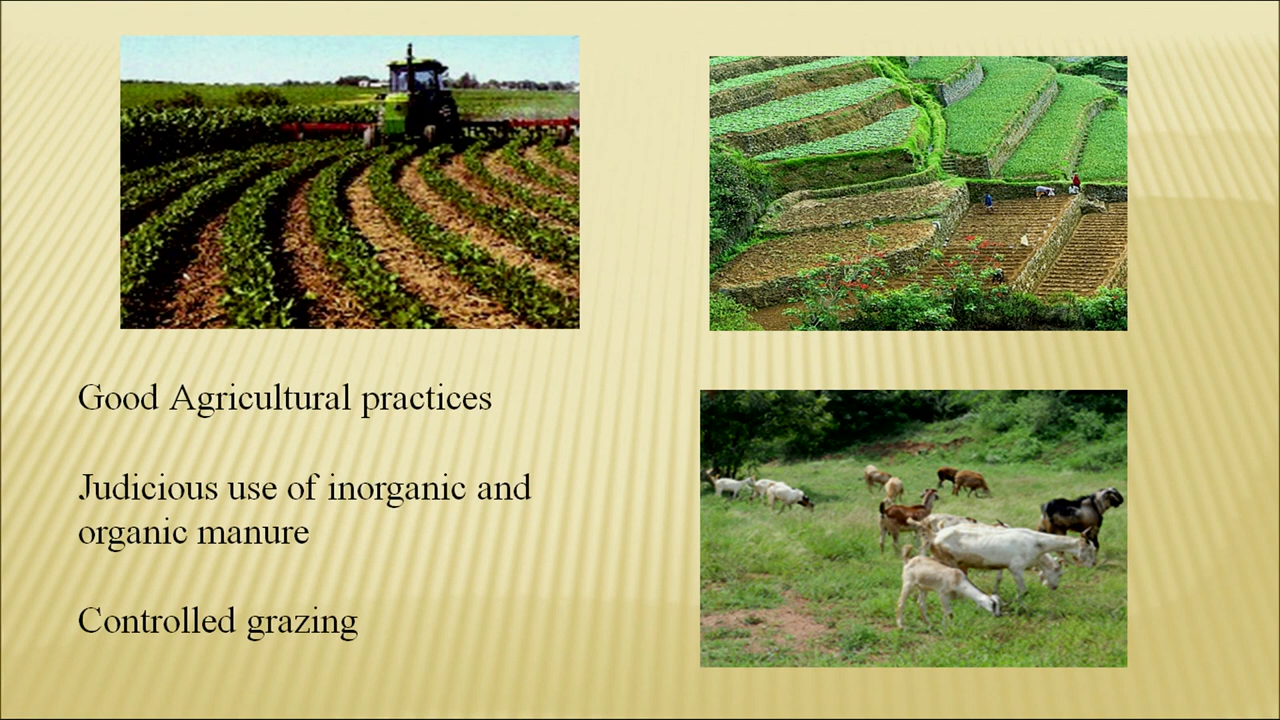 Good Agricultural practices
Judicious use of inorganic and
organic manure
Controlled grazing